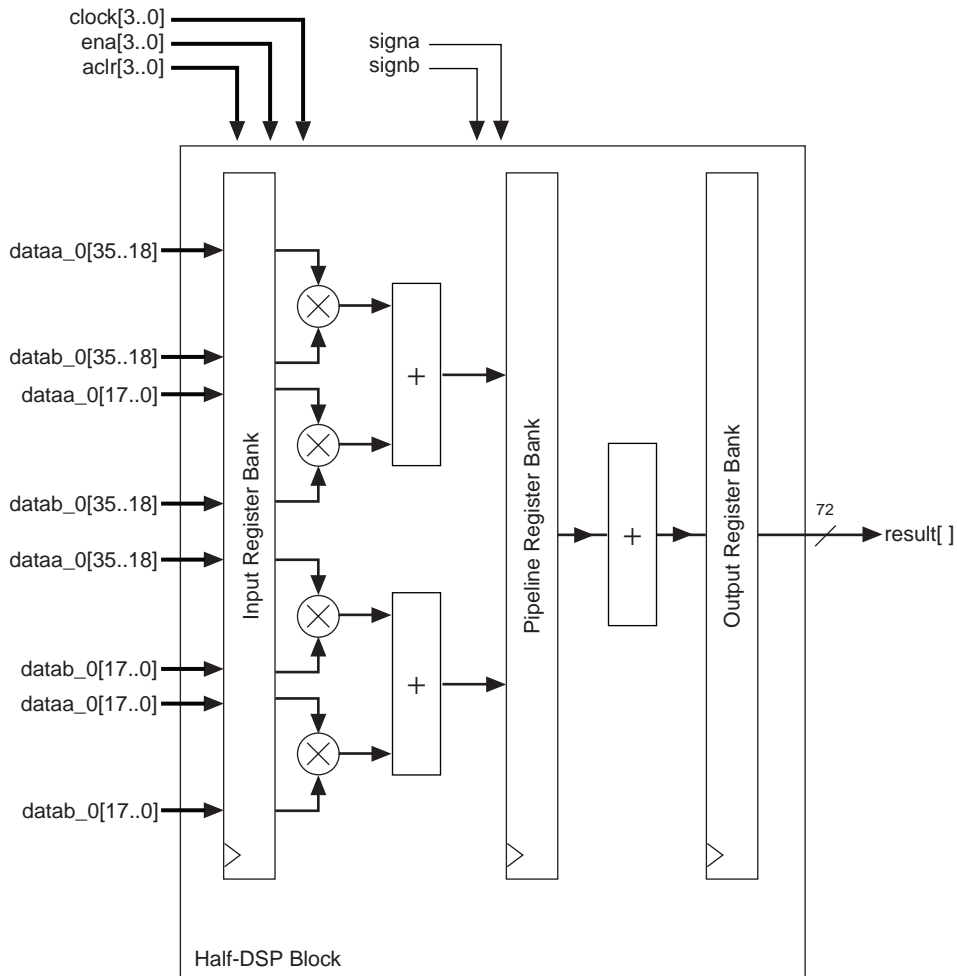 clock[3..0]
ena[3..0]
aclr[3..0]
signa
signb
dataa_0[35..18]
datab_0[35..18]
dataa_0[17..0]
datab_0[35..18]
dataa_0[35..18]
datab_0[17..0]
dataa_0[17..0]
datab_0[17..0]
Input Register Bank
+
+
Pipeline Register Bank
+
Output Register Bank
72
result[ ]
Half-DSP Block